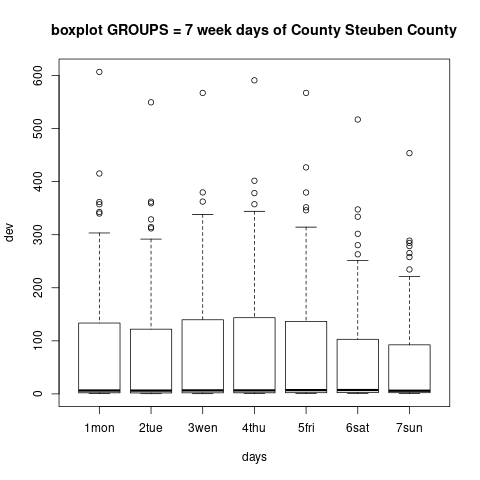 boxplot GROUPS = 7 week days of County Steuben County
600
500
400
300
200
100
0
dev
1mon 2tue 3wen 4thu 5fri 6sat 7sun
days